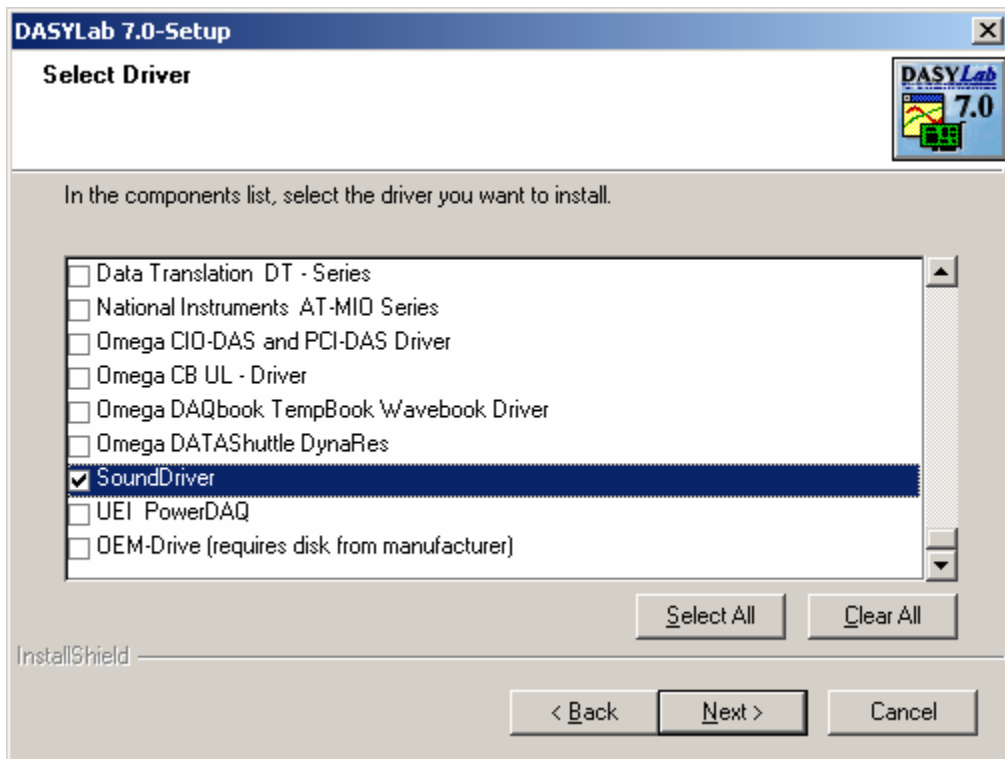 DASYLab 7.0-Setup
Select Driver
DASYLab
7.0
In the components list, select the driver you want to install.
Data Translation DT - Series
National Instruments AT-MIO Series
Omega CIO-DAS and PCI-DAS Driver
Omega CB UL - Driver
Omega DAQbook TempBook Wavebook Driver
Omega DATAShuttle DynaRes
SoundDriver
UEI PowerDAQ
OEM-Drive (requires disk from manufacturer)
Select All Clear All
InstallShield
< Back Next > Cancel